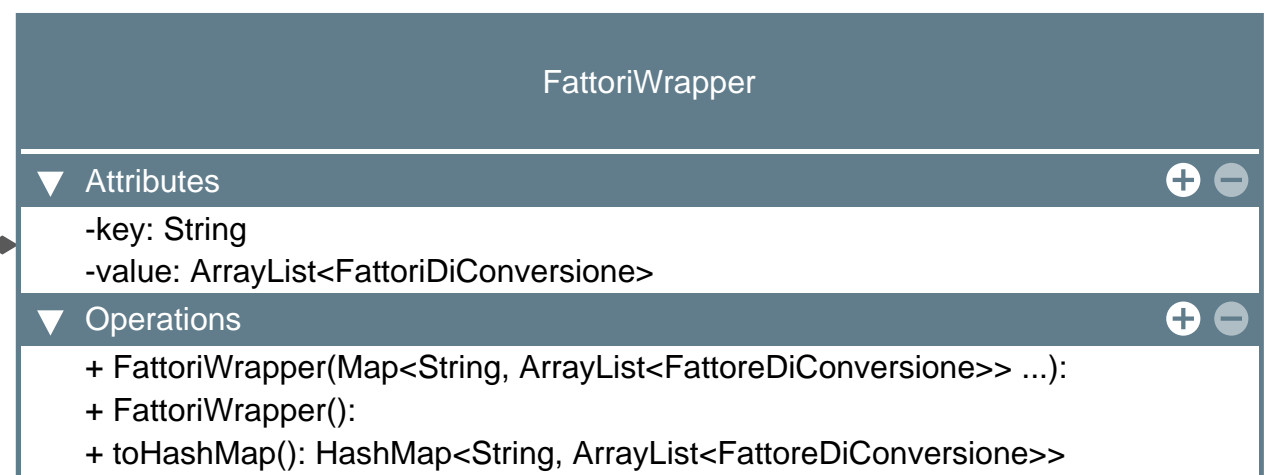 FattoriWrapper
Attributes
-key: String
-value: ArrayList<FattoriDiConversione>
Operations
+ FattoriWrapper(Map<String, ArrayList<FattoreDiConversione>> ...):
+ FattoriWrapper():
+ toHashMap(): HashMap<String, ArrayList<FattoreDiConversione>>